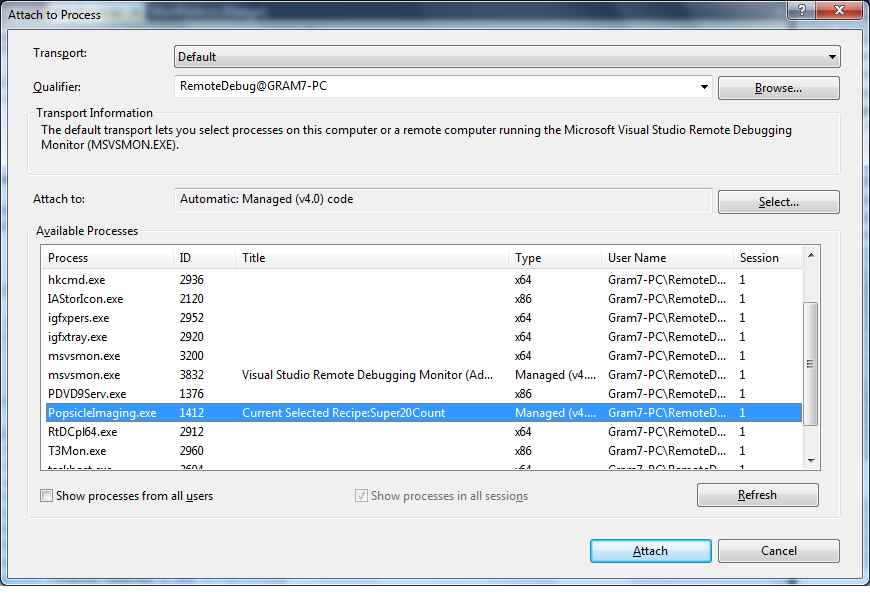 Attach to Process
Transport:
Default
Qualifier:
RemoteDebug@GRAM7-PC
Browse...
Transport Information
The default transport lets you select processes on this computer or a remote computer running the Microsoft Visual Studio Remote Debugging
Monitor (MSVSMON.EXE).
Attach to:
Automatic: Managed (v4.0) code
Select...
Available Processes
Process ID Title Type User Name Session
hkcmd.exe 2936 x64 Gram7-PC\RemoteD... 1
IAStorIcon.exe 2120 x86 Gram7-PC\RemoteD... 1
igfxpers.exe 2952 x64 Gram7-PC\RemoteD... 1
igfxtray.exe 2920 x64 Gram7-PC\RemoteD... 1
msvsmon.exe 3200 x64 Gram7-PC\RemoteD... 1
msvsmon.exe 3832 Visual Studio Remote Debugging Monitor (Ad... Managed (v4.... Gram7-PC\RemoteD... 1
PDVD9Serv.exe 1376 x86 Gram7-PC\RemoteD... 1
PopsicleImaging.exe 1412 Current Selected Recipe:Super20Count Managed (v4.... Gram7-PC\RemoteD... 1
RtDCpl64.exe 2912 x64 Gram7-PC\RemoteD... 1
T3Mon.exe 2960 x86 Gram7-PC\RemoteD... 1
Show processes from all users
Show processes in all sessions
Refresh
Attach
Cancel